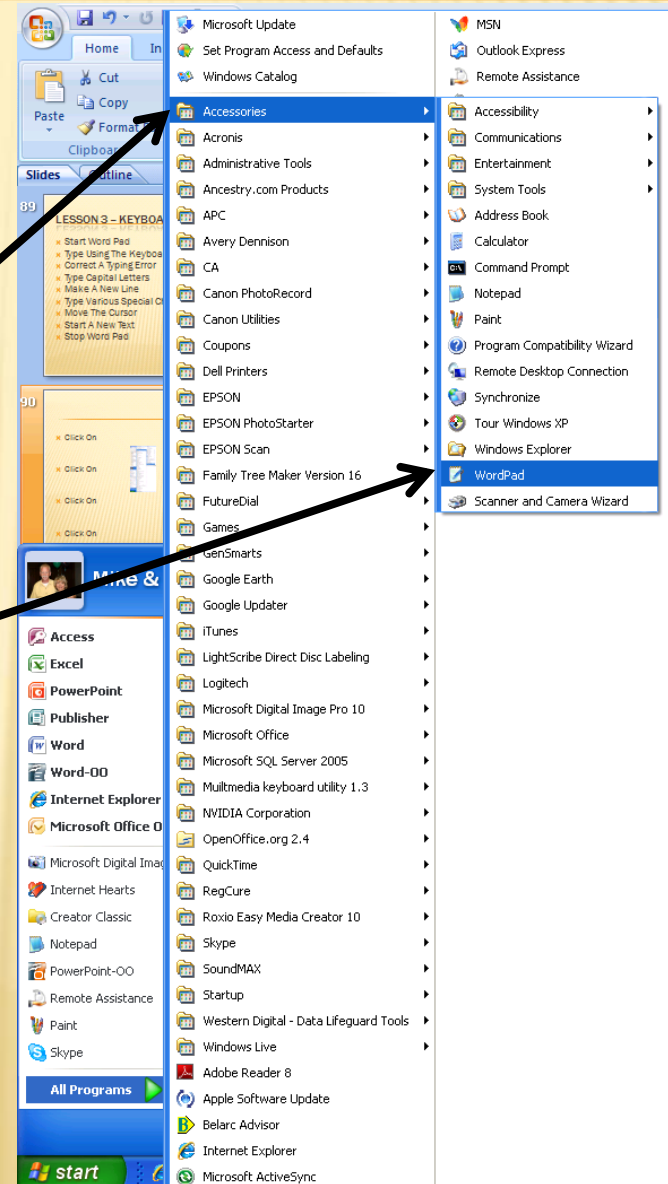 Home In
Cut
Copy
Paste
Format
Clipboard
Slides Outline
89
LESSON 3 – KEYBOA
Start Word Pad
Type Using The Keyboa
Correct A Typing Error
Type Capital Letters
Make A New Line
Type Various Special Ch
Move The Cursor
Start A New Text
Stop Word Pad
90
Click On
Click On
Click On
Mike &
Access
Excel
PowerPoint
Publisher
Word
Word-OO
Internet Explorer
Microsoft Office O
Microsoft Digital Imag
Internet Hearts
Creator Classic
Notepad
PowerPoint-OO
Remote Assistance
Paint
Skype
All Programs
start
Microsoft Update
Set Program Access and Defaults
Windows Catalog
Accessories
Acronis
Administrative Tools
Ancestry.com Products
APC
Avery Dennison
CA
Canon PhotoRecord
Canon Utilities
Coupons
Dell Printers
EPSON
EPSON PhotoStarter
EPSON Scan
Family Tree Maker Version 16
FutureDial
Games
GenSmarts
Google Earth
Google Updater
iTunes
LightScribe Direct Disc Labeling
Logitech
Microsoft Digital Image Pro 10
Microsoft Office
Microsoft SQL Server 2005
Muiltmedia keyboard utility 1.3
NVIDIA Corporation
OpenOffice.org 2.4
QuickTime
RegCure
Roxio Easy Media Creator 10
Skype
SoundMAX
Startup
Western Digital - Data Lifeguard Tools
Windows Live
Adobe Reader 8
Apple Software Update
Belarc Advisor
Internet Explorer
Microsoft ActiveSync
MSN
Outlook Express
Remote Assistance
Accessibility
Communications
Entertainment
System Tools
Address Book
Calculator
Command Prompt
Notepad
Paint
Program Compatibility Wizard
Remote Desktop Connection
Synchronize
Tour Windows XP
Windows Explorer
WordPad
Scanner and Camera Wizard